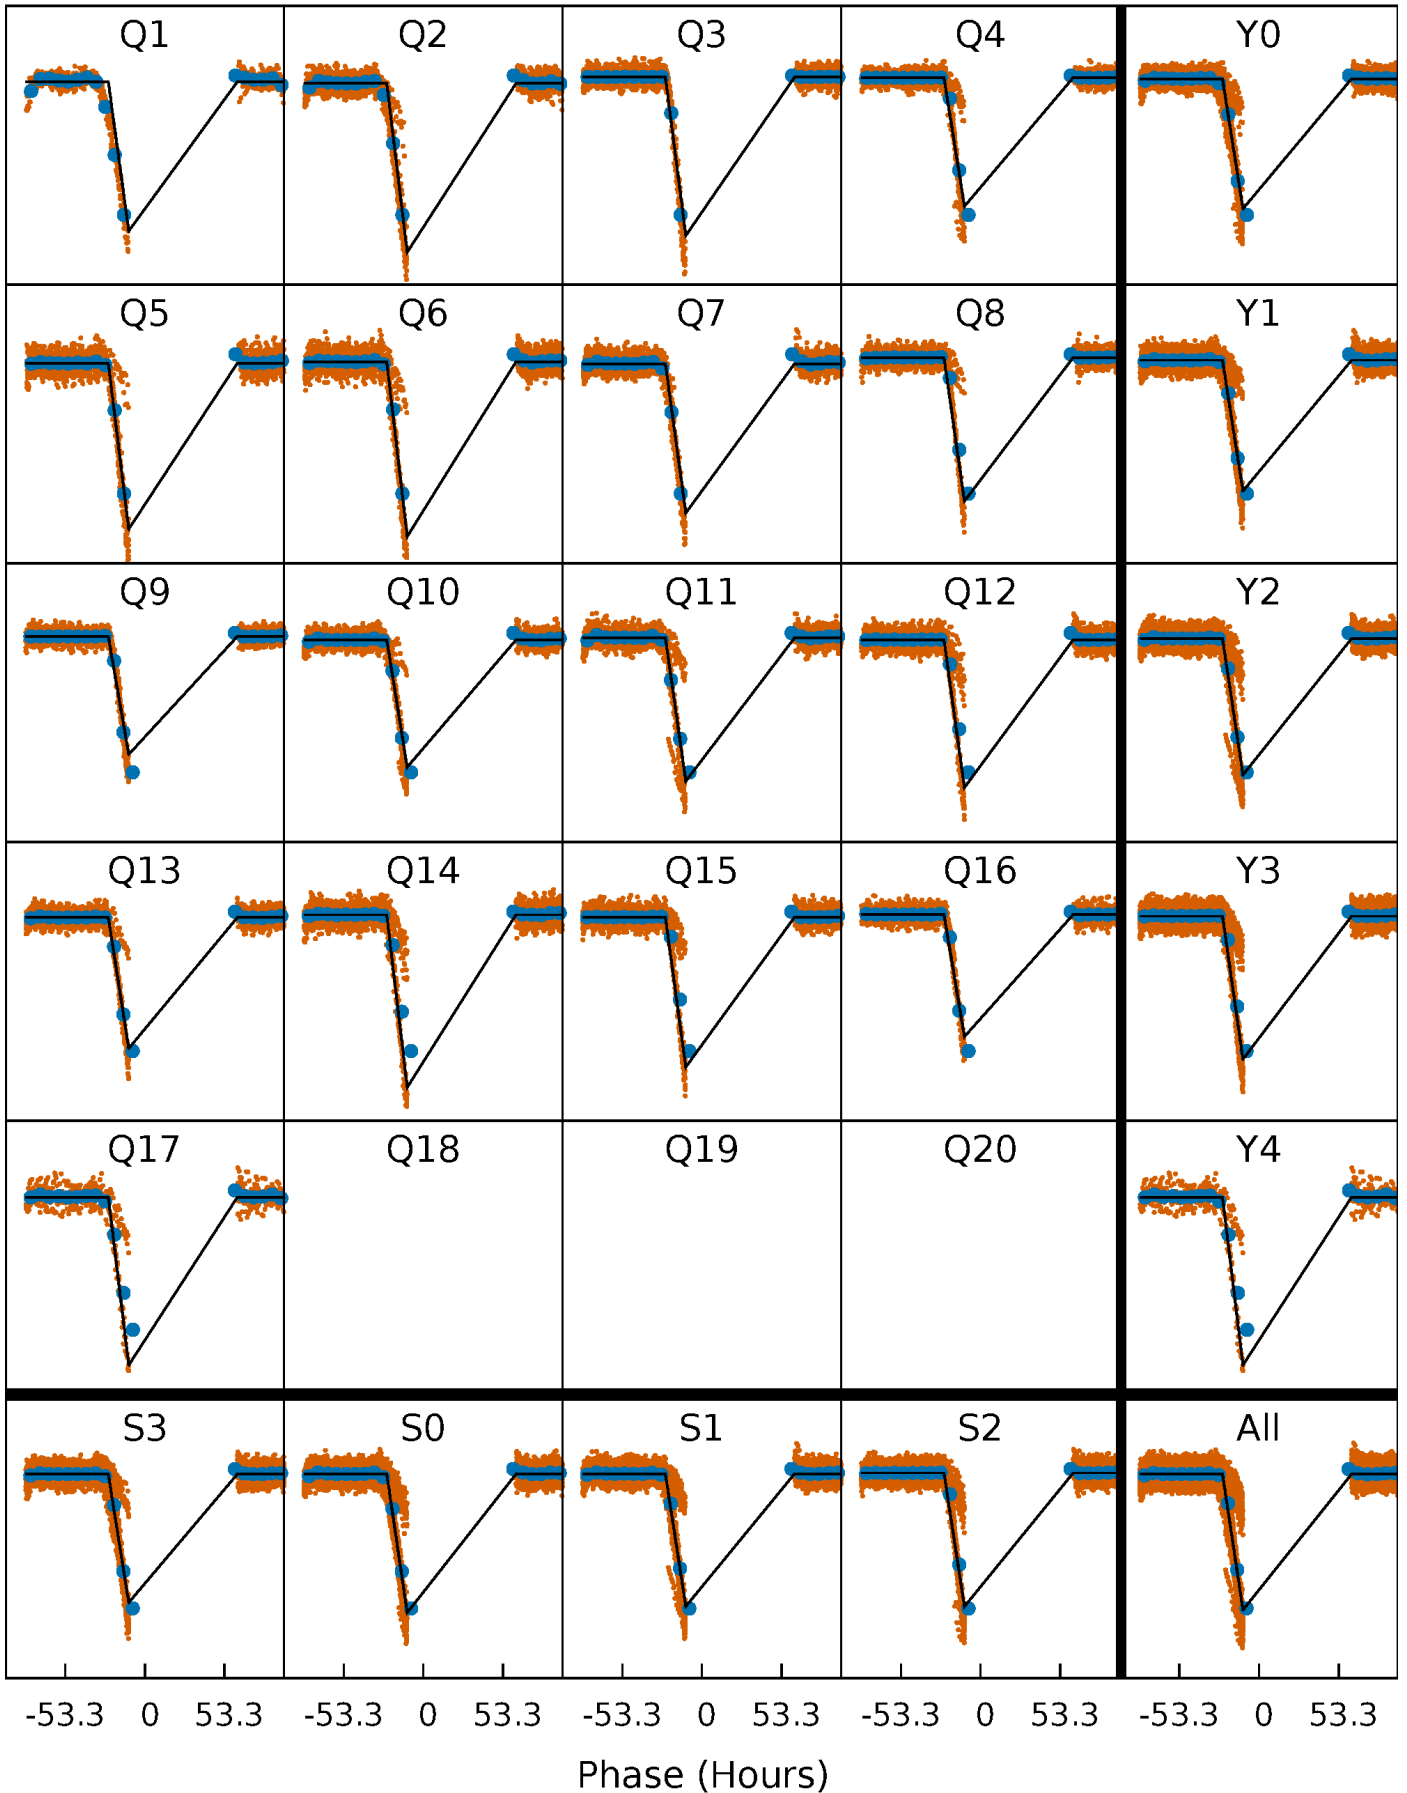 Q1 Q2 Q3 Q4 Y0
Q5 Q6 Q7 Q8 Y1
Q9 Q10 Q11 Q12 Y2
Q13 Q14 Q15 Q16 Y3
Q17 Q18 Q19 Q20 Y4
S3 S0 S1 S2 All
-53.3 0 53.3 -53.3 0 53.3 -53.3 0 53.3 -53.3 0 53.3 -53.3 0 53.3
Phase (Hours)